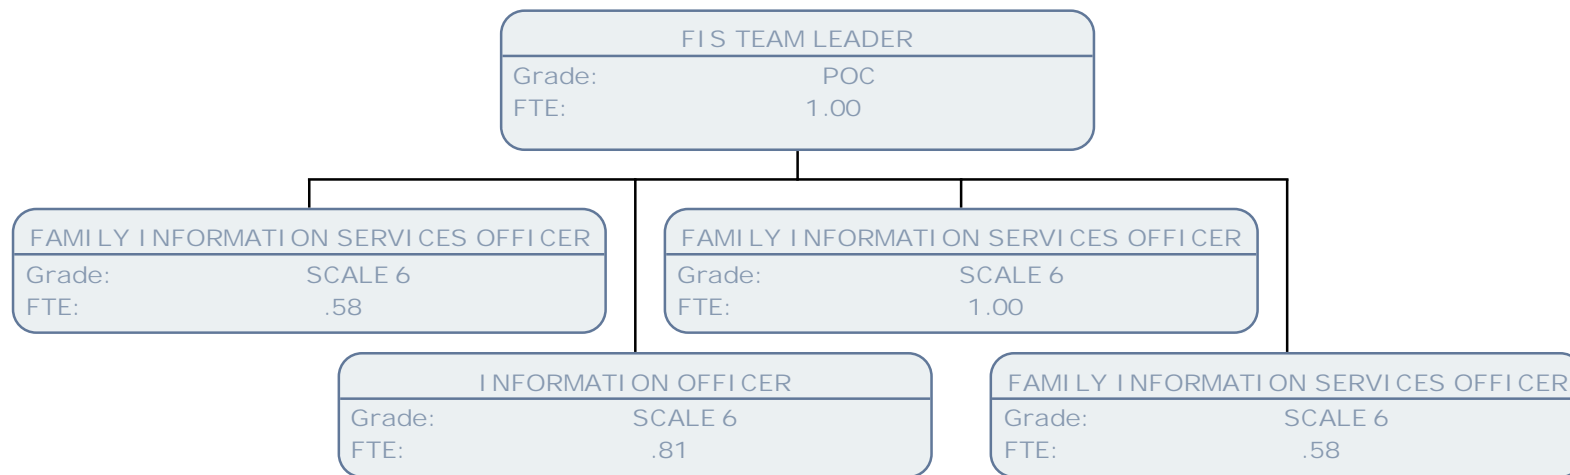 FIS TEAM LEADER
Grade: POC
FTE: 1.00
FAMILY INFORMATION SERVICES OFFICER
Grade: SCALE 6
FTE: .58
FAMILY INFORMATION SERVICES OFFICER
Grade: SCALE 6
FTE: 1.00
INFORMATION OFFICER
Grade: SCALE 6
FTE: .81
FAMILY INFORMATION SERVICES OFFICER
Grade: SCALE 6
FTE: .58